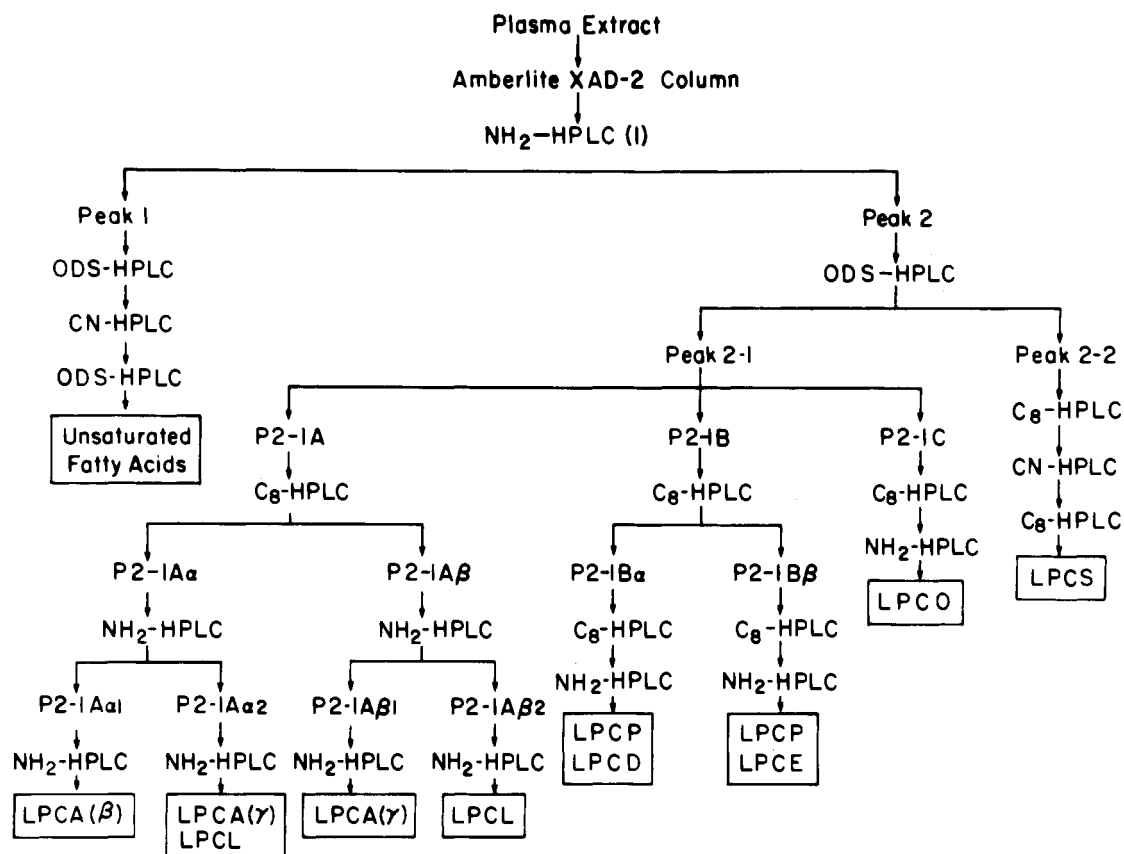 Plasma Extract
Amberlite XAD-2 Column
NH2-HPLC (1)
Peak 1
Peak 2
ODS-HPLC
ODS-HPLC
CN-HPLC
ODS-HPLC
Unsaturated
Fatty Acids
Peak 2-1
Peak 2-2
C8-HPLC
CN-HPLC
C8-HPLC
LPCS
P2-1A
P2-1B
P2-1C
C8-HPLC
C8-HPLC
C8-HPLC
NH2-HPLC
LPCO
P2-1Aα
P2-1Aβ
P2-1Bα
P2-1Bβ
NH2-HPLC
NH2-HPLC
C8-HPLC
C8-HPLC
NH2-HPLC
NH2-HPLC
P2-1Aα1
P2-1Aα2
P2-1Aβ1
P2-1Aβ2
LPCP
LPCD
LPCP
LPCE
NH2-HPLC
NH2-HPLC
NH2-HPLC
NH2-HPLC
LPCA(β)
LPCA(γ)
LPCL
LPCA(γ)
LPCL